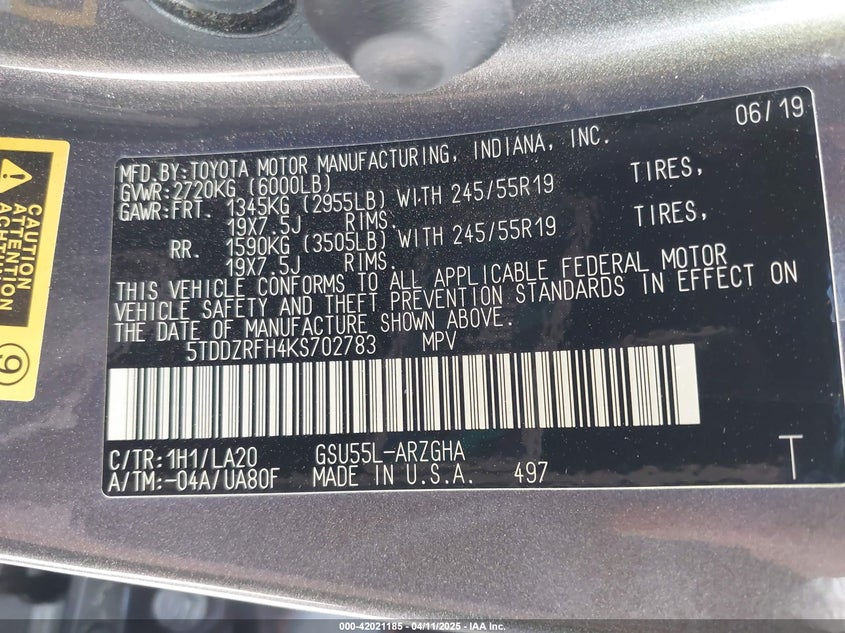 06/19
MFD.BY:TOYOTA MOTOR MANUFACTURING, INDIANA, INC.
GVWR:2720KG (6000LB)
GAWR:FRT. 1345KG (2955LB) WITH 245/55R19 TIRES,
19X7.5J RIMS.
RR. 1590KG (3505LB) WITH 245/55R19 TIRES,
19X7.5J RIMS.
THIS VEHICLE CONFORMS TO ALL APPLICABLE FEDERAL MOTOR
VEHICLE SAFETY AND THEFT PREVENTION STANDARDS IN EFFECT ON
THE DATE OF MANUFACTURE SHOWN ABOVE.
5TDDZRFH4KS702783 MPV
C/TR:1H1/LA20 GSU55L-ARZGHA
A/TM:-04A/UA80F MADE IN U.S.A. 497
T
CAUTION
ATTENTION
ACHTUNG
9
000-42021185 - 04/11/2025 - IAA Inc.